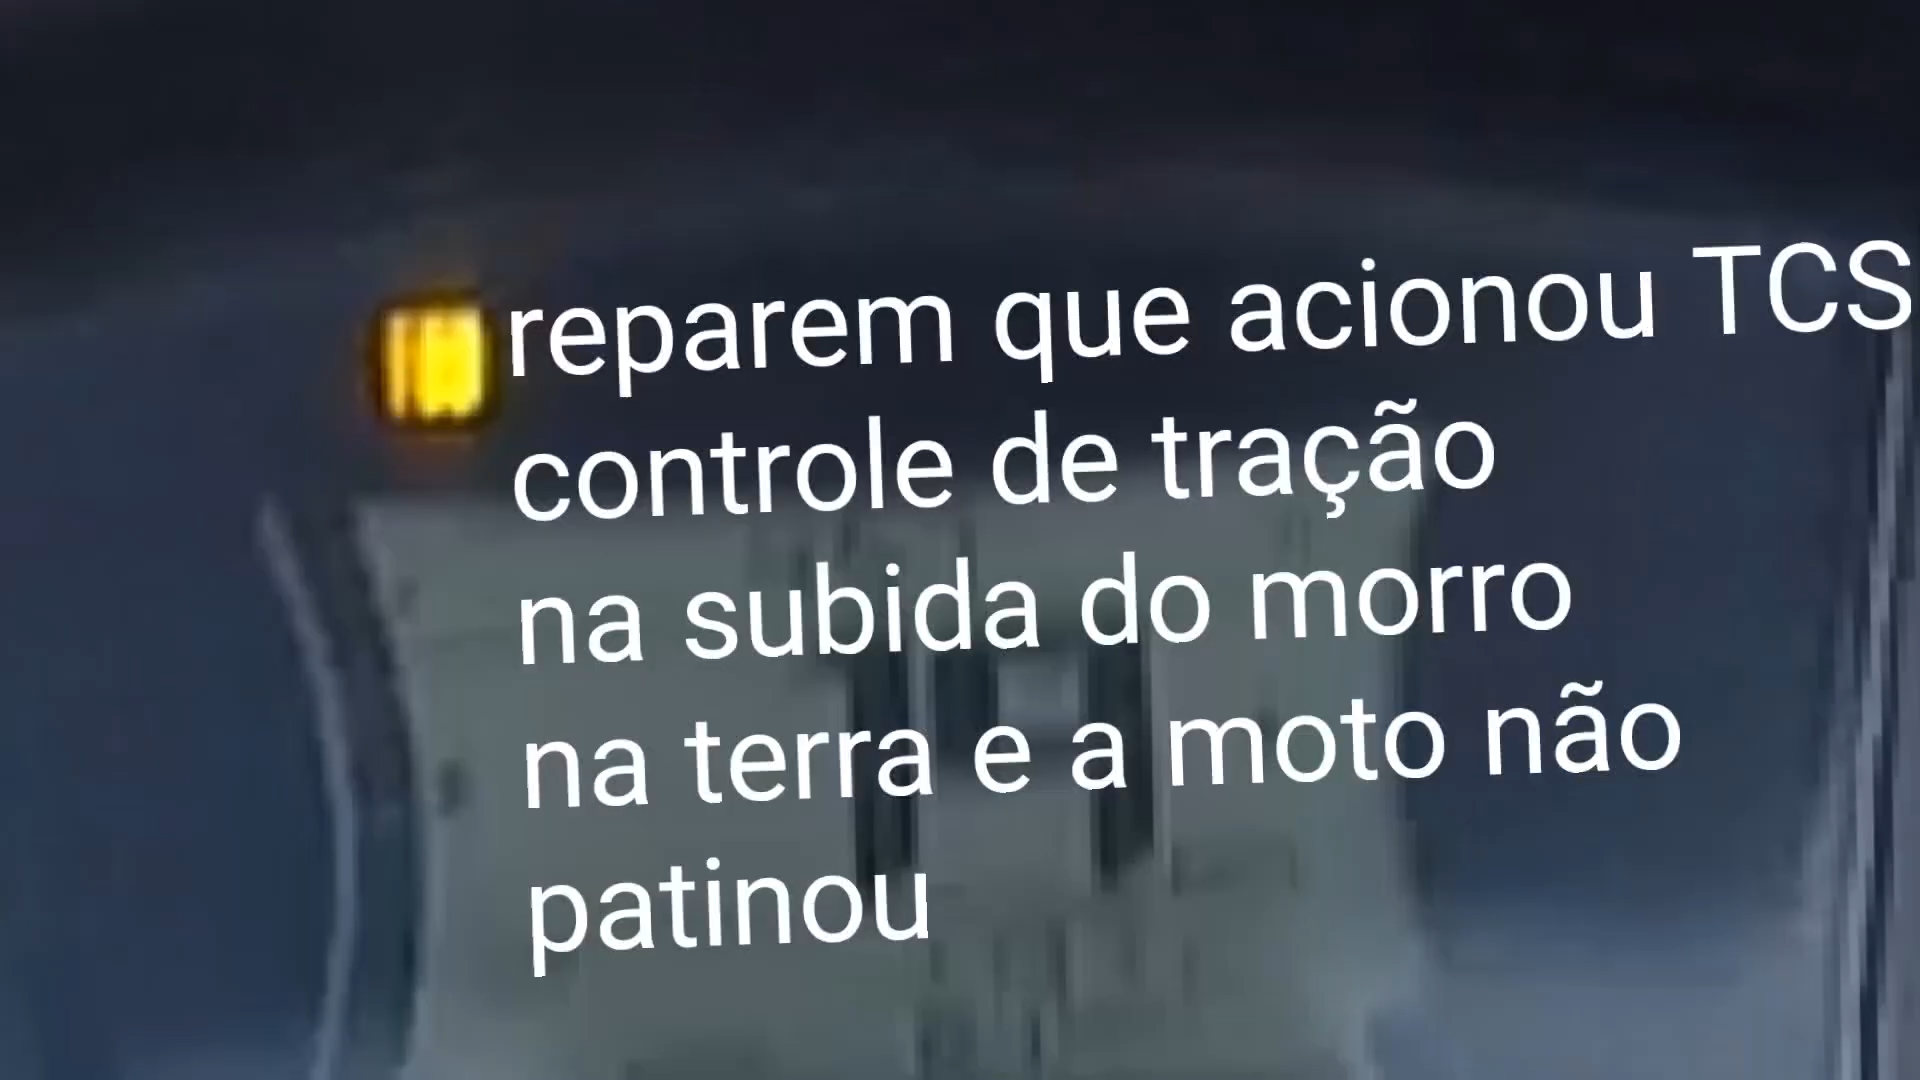 reparem que acionou TCS
controle de tração
na subida do morro
na terra e a moto não
patinou